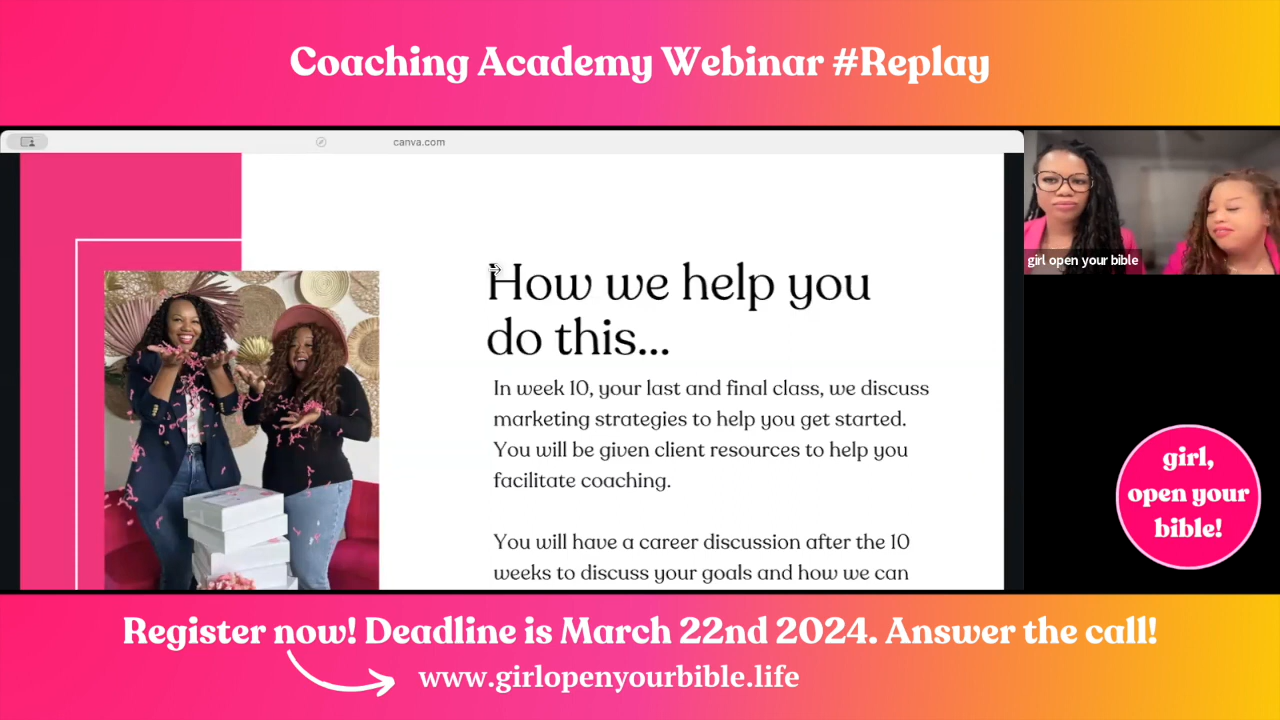 Coaching Academy Webinar #Replay
canva.com
How we help you
do this...
In week 10, your last and final class, we discuss
marketing strategies to help you get started.
You will be given client resources to help you
facilitate coaching.
You will have a career discussion after the 10
weeks to discuss your goals and how we can
girl open your bible
girl,
open your
bible!
Register now! Deadline is March 22nd 2024. Answer the call!
www.girlopenyourbible.life